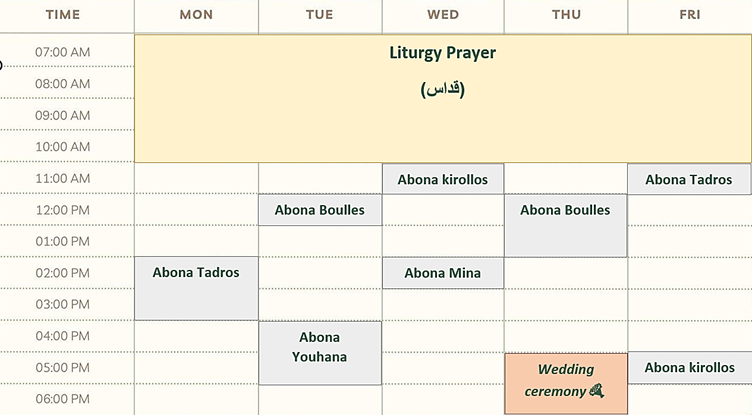 TIME MON TUE WED THU FRI
07:00 AM Liturgy Prayer
08:00 AM (قداس)
09:00 AM
10:00 AM
11:00 AM Abona kirollos Abona Tadros
12:00 PM Abona Boulles Abona Boulles
01:00 PM
02:00 PM Abona Tadros Abona Mina
03:00 PM
04:00 PM Abona
Youhana
05:00 PM Wedding Abona kirollos
ceremony
06:00 PM